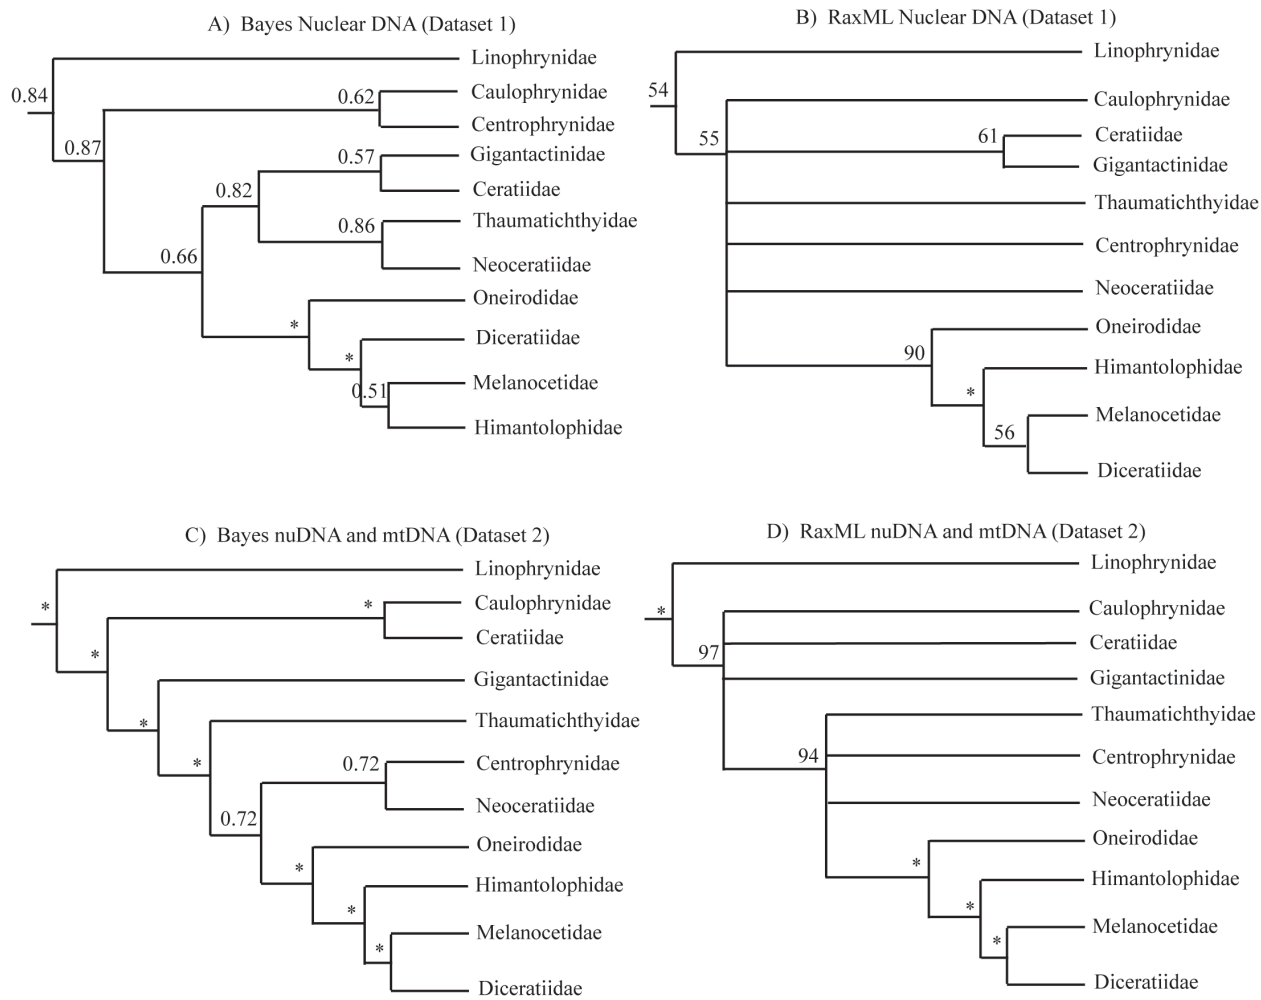 A) Bayes Nuclear DNA (Dataset 1)
Linophrynidae
0.84
Caulophrynidae
0.62
Centrophrynidae
0.87
Gigantactinidae
0.57
Ceratiidae
0.82
Thaumatichthyidae
0.86
Neoceratiidae
0.66
Oneirodidae
*
Diceratiidae
*
Melanocetidae
0.51
Himantolophidae
B) RaxML Nuclear DNA (Dataset 1)
Linophrynidae
54
Caulophrynidae
55
Ceratiidae
61
Gigantactinidae
Thaumatichthyidae
Centrophrynidae
Neoceratiidae
Oneirodidae
90
Himantolophidae
*
Melanocetidae
56
Diceratiidae
C) Bayes nuDNA and mtDNA (Dataset 2)
Linophrynidae
*
Caulophrynidae
*
Ceratiidae
*
Gigantactinidae
*
Thaumatichthyidae
*
Centrophrynidae
0.72
Neoceratiidae
0.72
Oneirodidae
*
Himantolophidae
*
Melanocetidae
*
Diceratiidae
D) RaxML nuDNA and mtDNA (Dataset 2)
Linophrynidae
*
Caulophrynidae
Ceratiidae
97
Gigantactinidae
Thaumatichthyidae
94
Centrophrynidae
Neoceratiidae
Oneirodidae
*
Himantolophidae
*
Melanocetidae
*
Diceratiidae